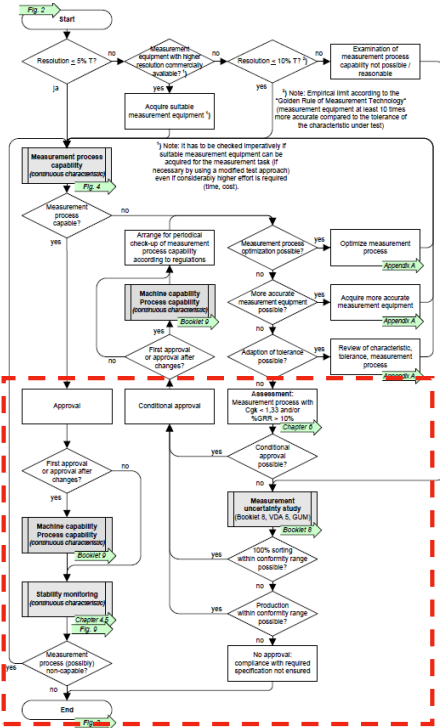 Fig. 2
Start
Resolution ≤ 5% T?
no
Measurement
equipment with higher
resolution commercially
available? ¹)
no
Resolution ≤ 10% T? ²)
no
Examination of
measurement process
capability not possible /
reasonable
ja
yes
yes
Acquire suitable
measurement equipment ¹)
²) Note: Empirical limit according to the
"Golden Rule of Measurement Technology"
(measurement equipment at least 10 times
more accurate compared to the tolerance of
the characteristic under test)
¹) Note: it has to be checked imperatively if
suitable measurement equipment can be
acquired for the measurement task (if
necessary by using a modified test approach)
even if considerably higher effort is required
(time, cost).
Measurement process
capability
(continuous characteristic)
Fig. 4
Measurement
process
capable?
no
yes
Arrange for periodical
check-up of measurement
process capability
according to regulations
Measurement process
optimization possible?
yes
Optimize measurement
process
Appendix A
no
Machine capability
Process capability
(continuous characteristic)
Booklet 9
More accurate
measurement equipment
possible?
yes
Acquire more accurate
measurement equipment
Appendix A
no
yes
First approval
or approval after
changes?
no
Adaption of tolerance
possible?
yes
Review of characteristic,
tolerance, measurement
process
no
Approval
Conditional approval
Assessment:
Measurement process with
Cgk < 1,33 and/or
%GRR > 10%
Chapter 6
First approval
or approval after
changes?
no
yes
yes
Conditional
approval
possible?
no
Machine capability
Process capability
(continuous characteristic)
Booklet 9
Measurement
uncertainty study
(Booklet 8, VDA 5, GUM)
Booklet 8
yes
100% sorting
within conformity range
possible?
no
Stability monitoring
(continuous characteristic)
Chapter 4.5
Fig. 9
yes
Production
within conformity range
possible?
no
yes
Measurement
process (possibly)
non-capable?
no
No approval:
compliance with required
specification not ensured
End